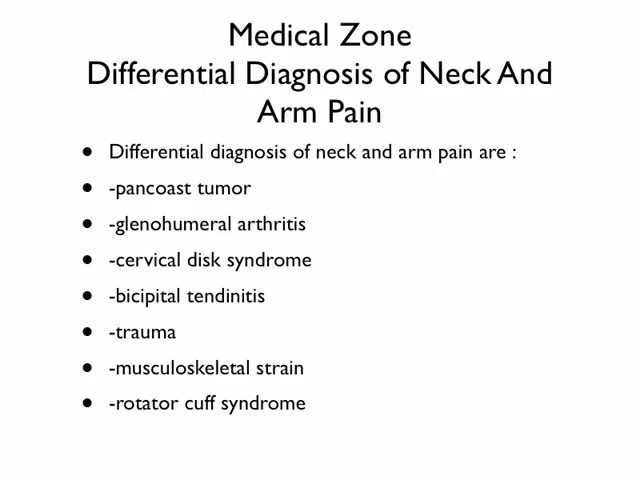 Medical Zone
Differential Diagnosis of Neck And
Arm Pain
• Differential diagnosis of neck and arm pain are :
• -pancoast tumor
• -glenohumeral arthritis
• -cervical disk syndrome
• -bicipital tendinitis
• -trauma
• -musculoskeletal strain
• -rotator cuff syndrome